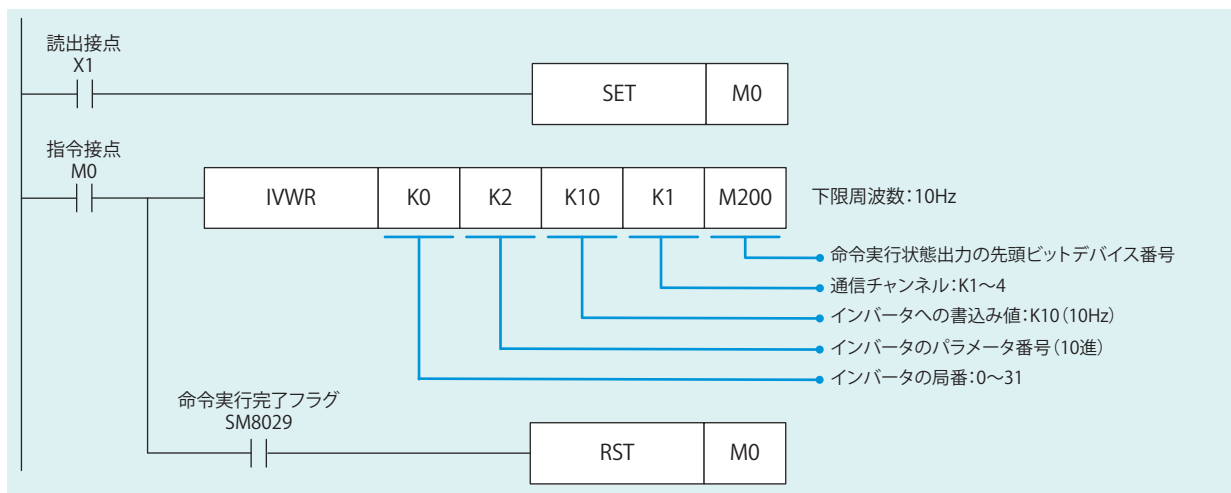 読出接点
X1
SET M0
指令接点
M0
IVWR K0 K2 K10 K1 M200 下限周波数:10Hz
命令実行状態出力の先頭ビットデバイス番号
通信チャンネル:K1～4
インバータへの書込み値:K10(10Hz)
インバータのパラメータ番号(10進)
インバータの局番:0～31
命令実行完了フラグ
SM8029
RST M0